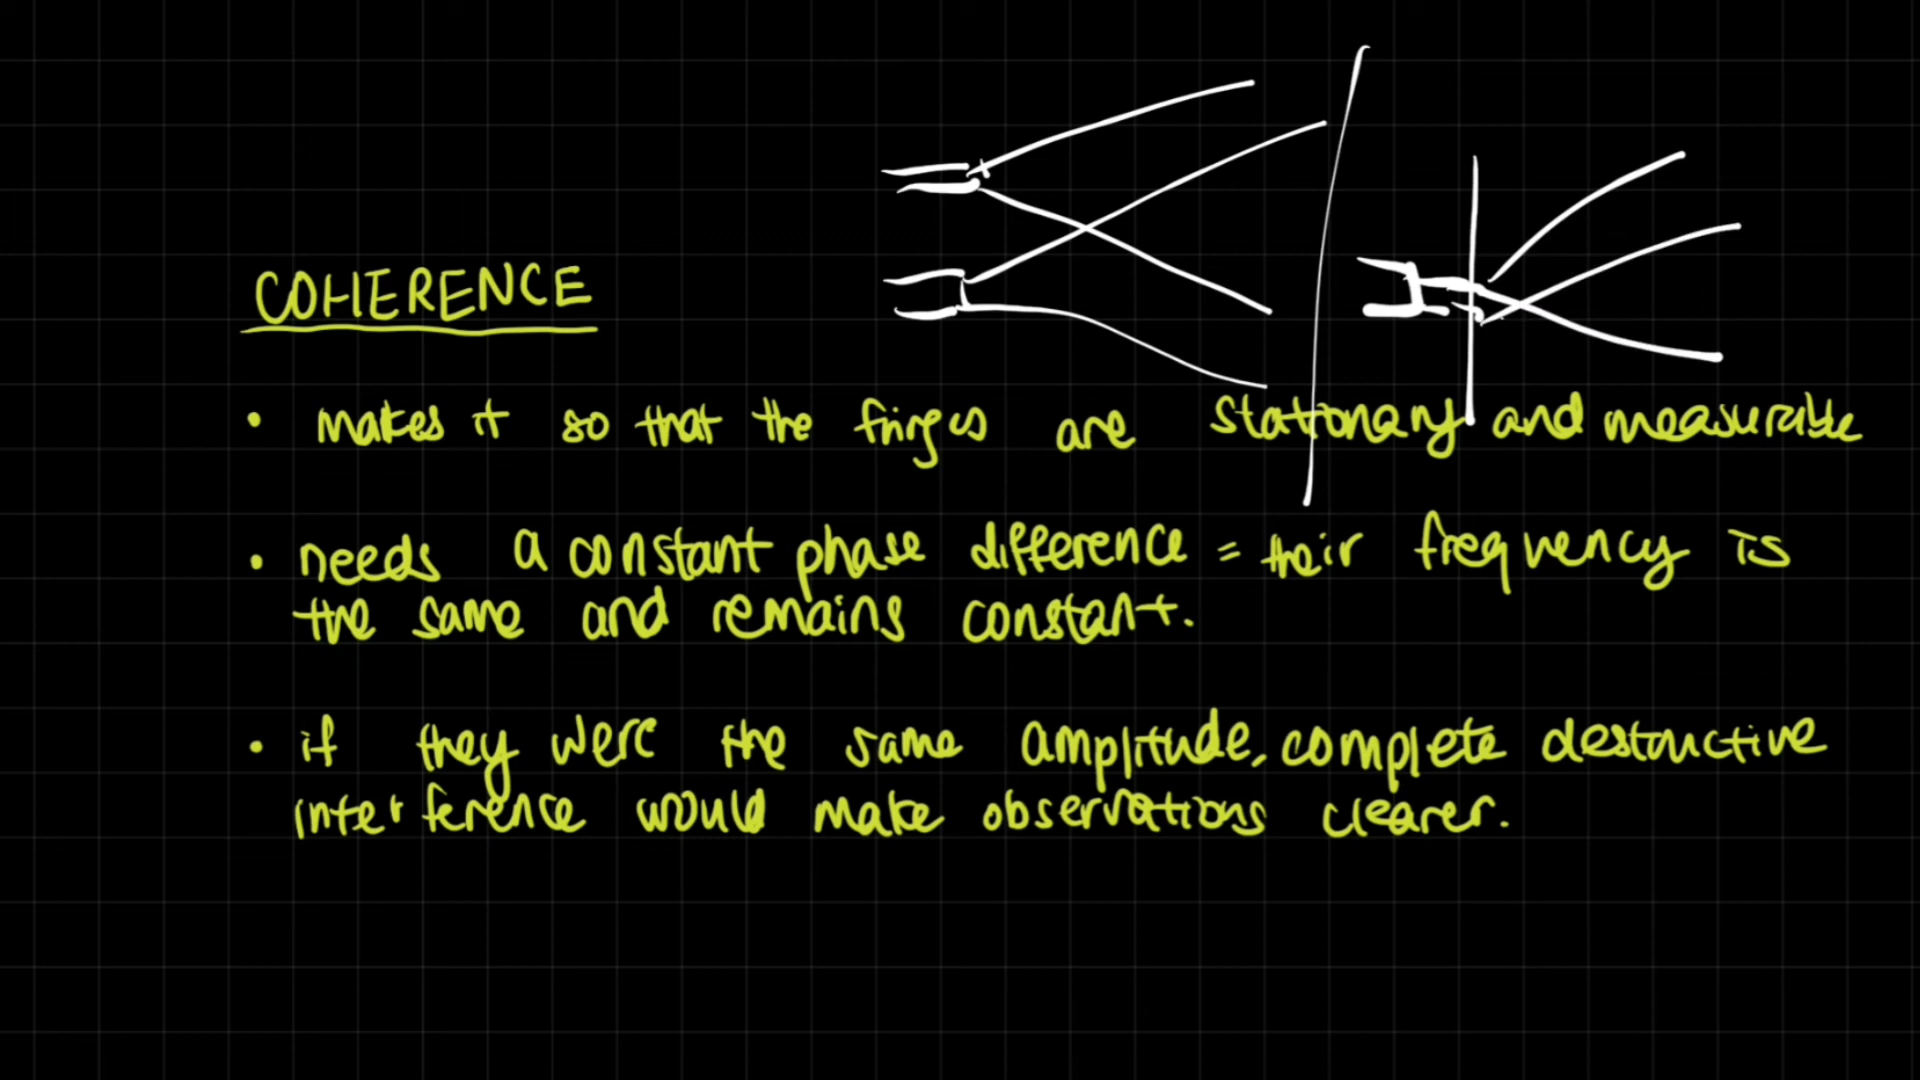 COHERENCE
• makes it so that the fringes are stationary and measurable
• needs a constant phase difference = their frequency is
the same and remains constant.
• if they were the same amplitude, complete destructive
interference would make observations clearer.